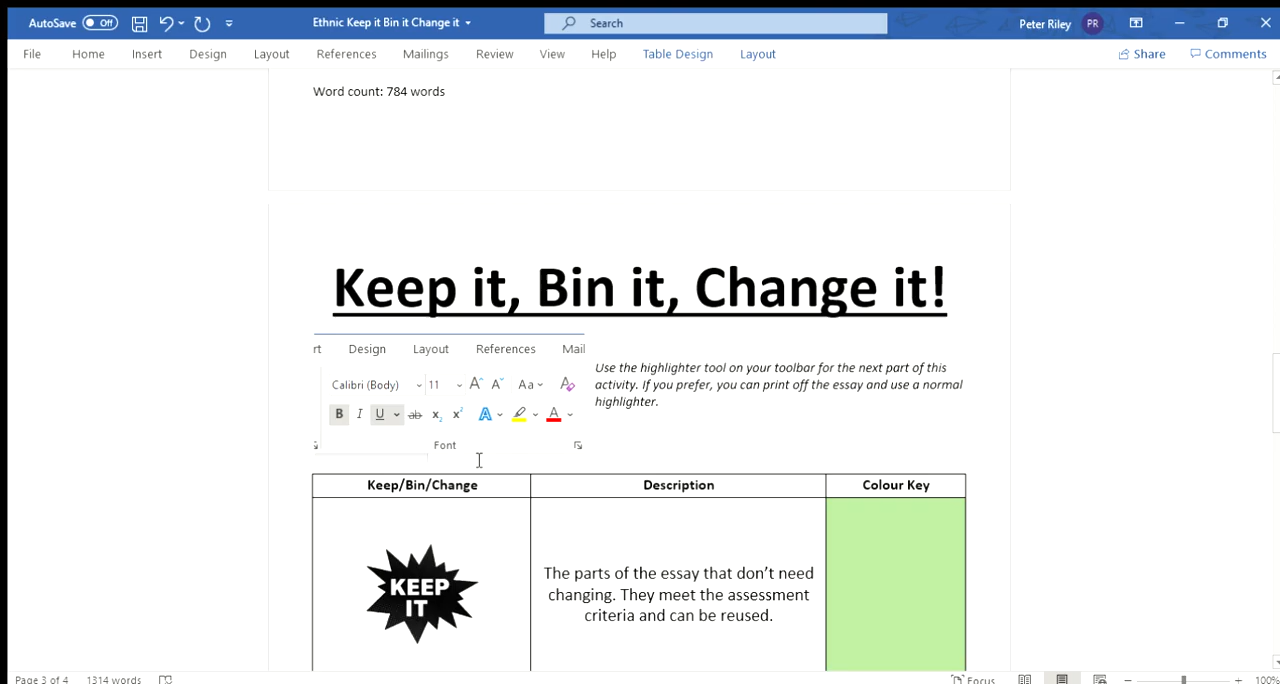 AutoSave Off Ethnic Keep it Bin it Change it Search Peter Riley PR
File Home Insert Design Layout References Mailings Review View Help Table Design Layout Share Comments
Word count: 784 words
Keep it, Bin it, Change it!
rt Design Layout References Mail
Calibri (Body) 11 A A Aa A
B I U ab x2 x2 A A
Font
Use the highlighter tool on your toolbar for the next part of this
activity. If you prefer, you can print off the essay and use a normal
highlighter.
Keep/Bin/Change Description Colour Key
KEEP
IT
The parts of the essay that don't need
changing. They meet the assessment
criteria and can be reused.
Page 3 of 4 1314 words Focus 100%